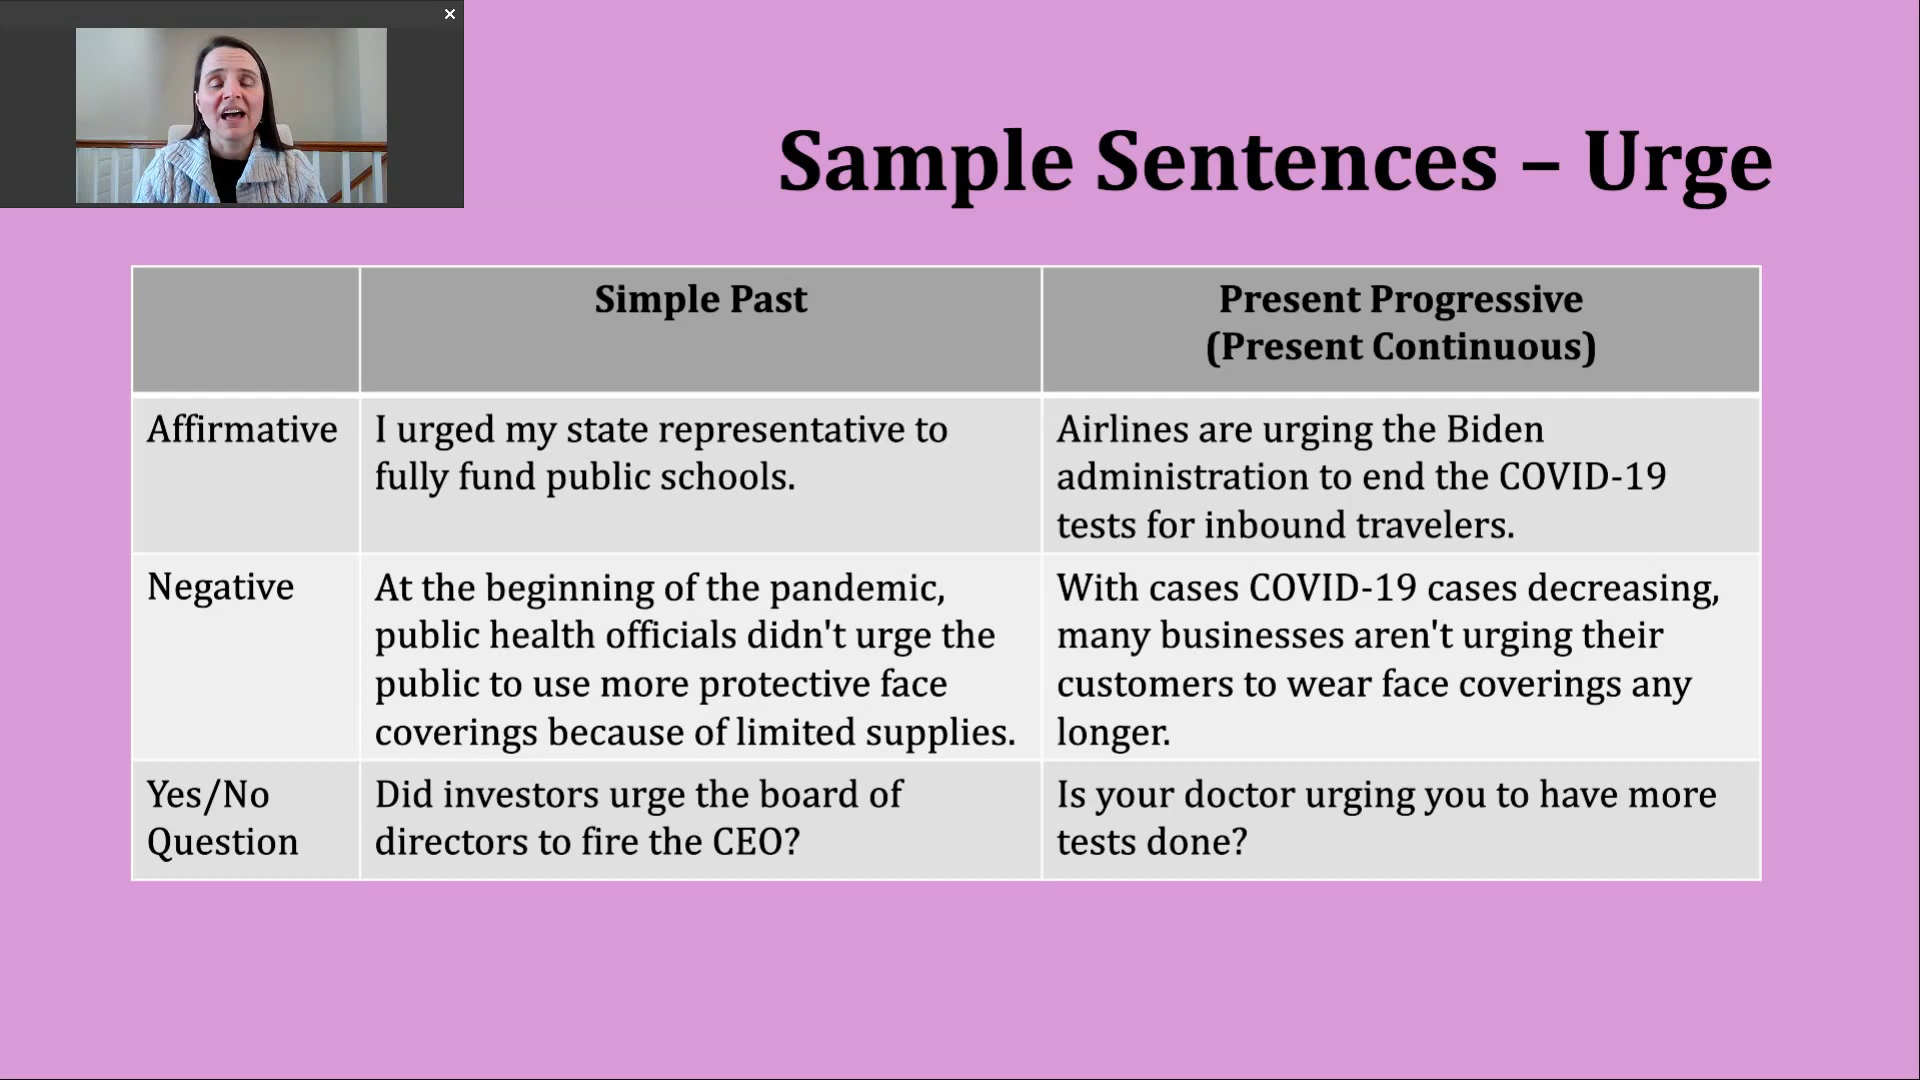 Sample Sentences – Urge
Simple Past
Present Progressive
(Present Continuous)
Affirmative
I urged my state representative to
fully fund public schools.
Airlines are urging the Biden
administration to end the COVID-19
tests for inbound travelers.
Negative
At the beginning of the pandemic,
public health officials didn't urge the
public to use more protective face
coverings because of limited supplies.
With cases COVID-19 cases decreasing,
many businesses aren't urging their
customers to wear face coverings any
longer.
Yes/No
Question
Did investors urge the board of
directors to fire the CEO?
Is your doctor urging you to have more
tests done?